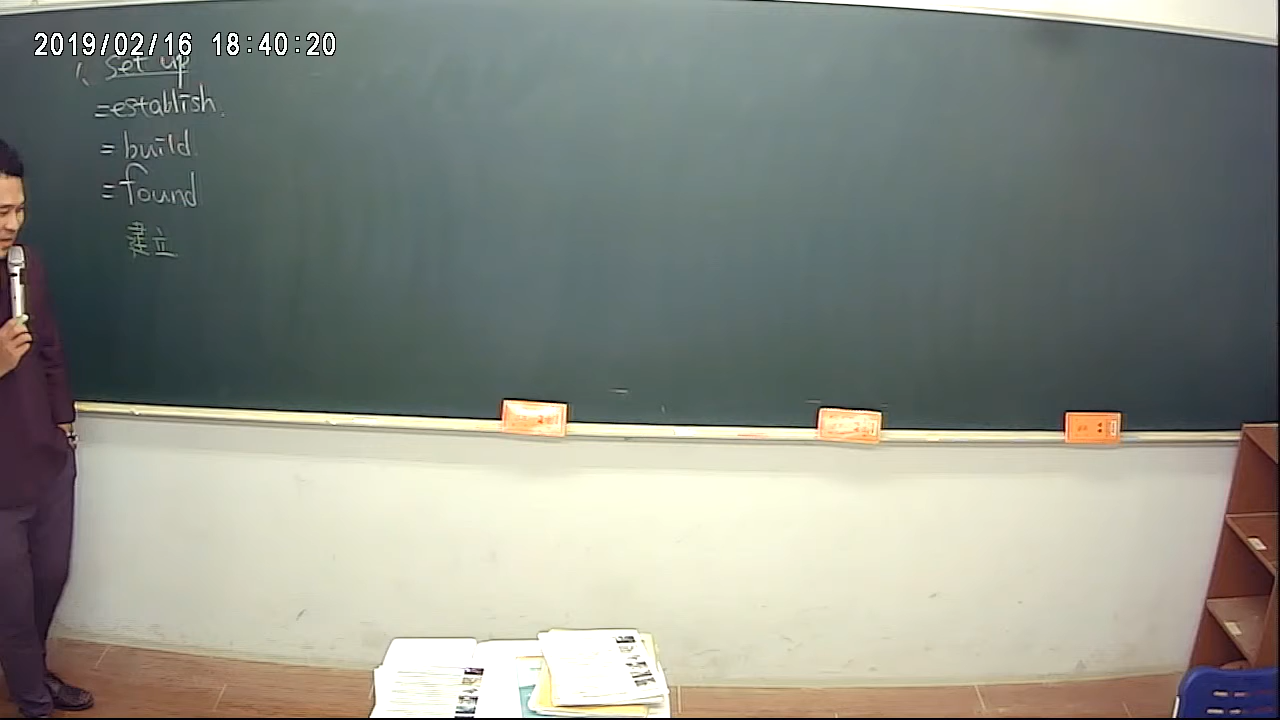 2019/02/16 18:40:20
1、set up
=establish.
=build.
=found
建立